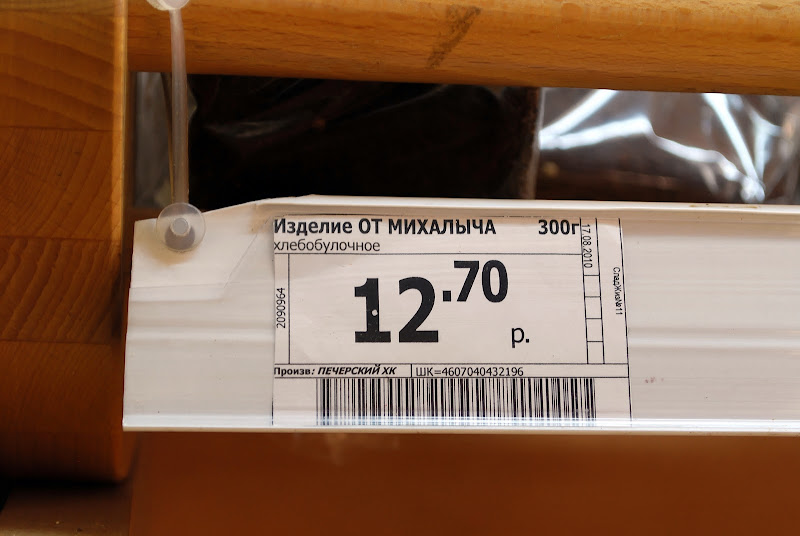 Изделие ОТ МИХАЛЫЧА 300г
хлебобулочное
17.08.2010
2090964
12.70
р.
Произв: ПЕЧЕРСКИЙ ХК ШК=4607040432196